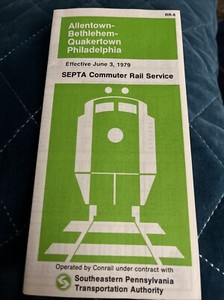 RR-6
Allentown-
Bethlehem-
Quakertown
Philadelphia
Effective June 3, 1979
SEPTA Commuter Rail Service
Operated by Conrail under contract with
Southeastern Pennsylvania
Transportation Authority